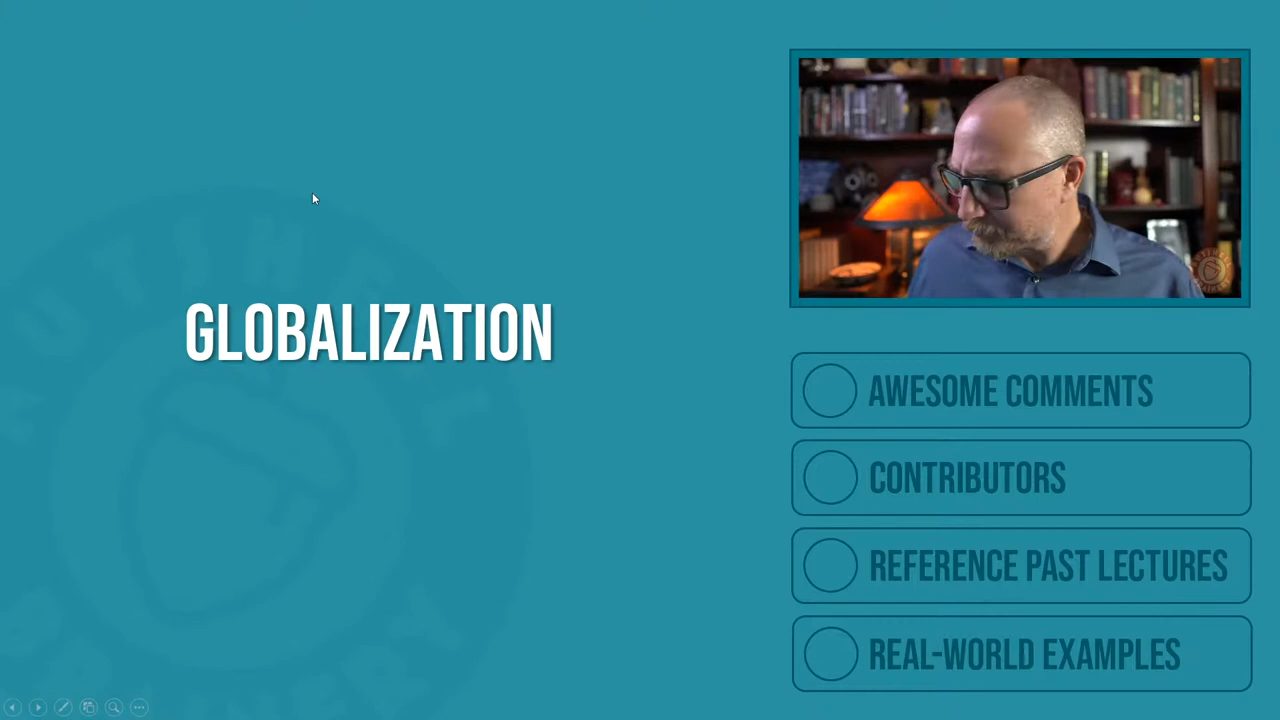 GLOBALIZATION
AWESOME COMMENTS
CONTRIBUTORS
REFERENCE PAST LECTURES
REAL-WORLD EXAMPLES